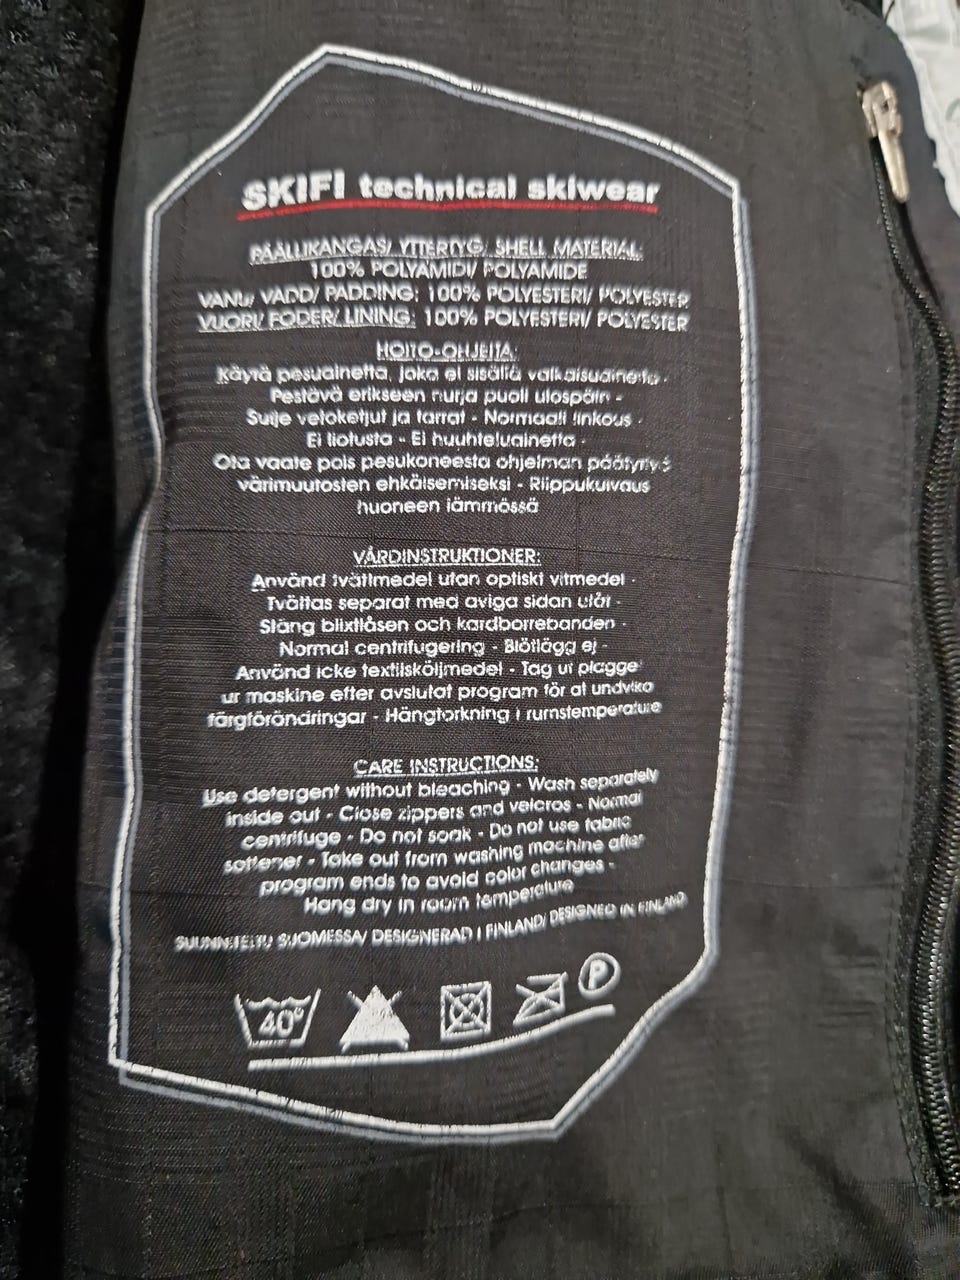 SKIFI technical skiwear
PÄÄLLIKANGAS/ YTTERTYG/ SHELL MATERIAL:
100% POLYAMIDI/ POLYAMIDE
VANU/ VADD/ PADDING: 100% POLYESTERI/ POLYESTER
VUORI/ FODER/ LINING: 100% POLYESTERI/ POLYESTER
HOITO-OHJEITA:
Käytä pesuainetta, joka ei sisällä valkaisuainetta -
Pestävä erikseen nurja puoli ulospäin -
Sulje vetoketjut ja tarrat - Normaali linkous -
Ei liotusta - Ei huuhteluainetta -
Ota vaate pois pesukoneesta ohjelman päätyttyä
värimuutosten ehkäisemiseksi - Riippukuivaus
huoneen lämmössä
VÅRDINSTRUKTIONER:
Använd tvättmedel utan optiskt vitmedel -
Tvättas separat med aviga sidan utåt -
Stäng blixtlåsen och kardborrebanden -
Normal centrifugering - Blötlägg ej -
Använd icke textilsköljmedel - Tag ut plagget
ur maskine efter avslutat program för at undvika
färgförändringar - Hängtorkning i rumstemperature
CARE INSTRUCTIONS:
Use detergent without bleaching - Wash separately
inside out - Close zippers and velcros - Normal
centrifuge - Do not soak - Do not use fabric
softener - Take out from washing machine after
program ends to avoid color changes -
Hang dry in room temperature
SUUNNITELTU SUOMESSA/ DESIGNERAD I FINLAND/ DESIGNED IN FINLAND
40° P